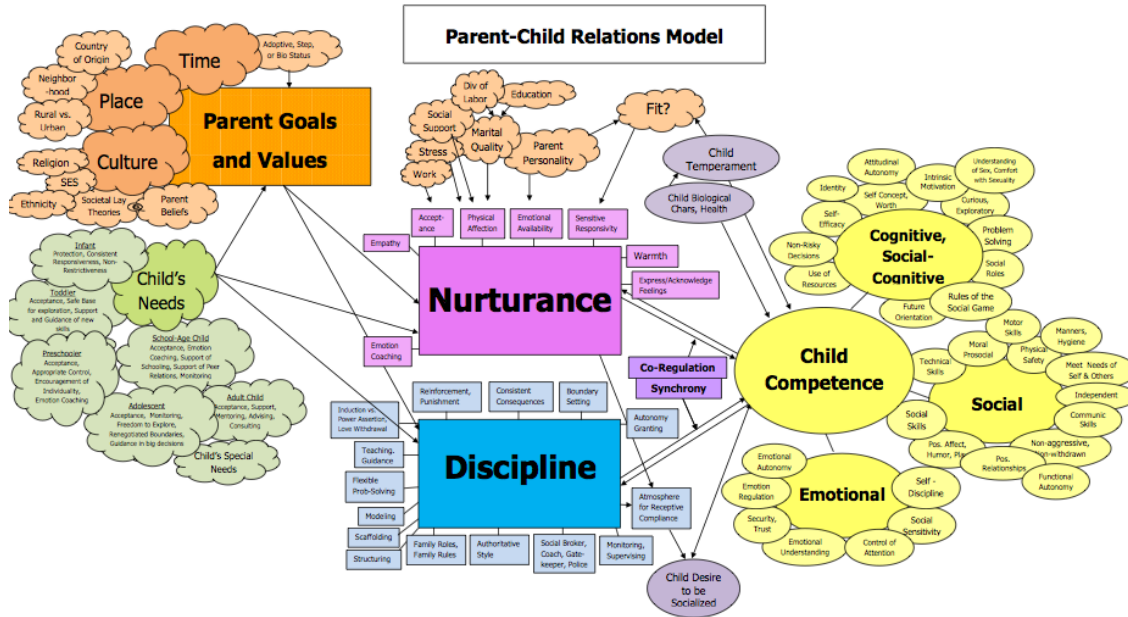 Parent-Child Relations Model
Country
of Origin
Time
Adoptive, Step,
or Bio Status
Neighbor
-hood
Place
Rural vs.
Urban
Culture
Religion
SES
Ethnicity
Societal Lay
Theories
Parent
Beliefs
Parent Goals
and Values
Div of
Labor
Education
Social
Support
Marital
Quality
Stress
Work
Parent
Personality
Fit?
Child
Temperament
Child Biological
Chars, Health
Infant
Protection, Consistent
Responsiveness, Non-
Restrictiveness
Child's
Needs
Toddler
Acceptance, Safe Base
for exploration, Support
and Guidance of new
skills
School-Age Child
Acceptance, Emotion
Coaching, Support of
Schooling, Support of Peer
Relations, Monitoring
Preschooler
Acceptance,
Appropriate Control,
Encouragement of
Individuality,
Emotion Coaching
Adolescent
Acceptance, Monitoring,
Freedom to Explore,
Renegotiated Boundaries,
Guidance in big decisions
Adult Child
Acceptance, Support,
Mentoring, Advising,
Consulting
Child's Special
Needs
Accept-
ance
Physical
Affection
Emotional
Availability
Sensitive
Responsivity
Empathy
Warmth
Nurturance
Express/Acknowledge
Feelings
Emotion
Coaching
Co-Regulation
Synchrony
Reinforcement,
Punishment
Consistent
Consequences
Boundary
Setting
Induction vs.
Power Assertion,
Love Withdrawal
Autonomy
Granting
Teaching,
Guidance
Discipline
Flexible
Prob-Solving
Modeling
Scaffolding
Structuring
Atmosphere
for Receptive
Compliance
Family Roles,
Family Rules
Authoritative
Style
Social Broker,
Coach, Gate-
keeper, Police
Monitoring,
Supervising
Child Desire
to be
Socialized
Child
Competence
Attitudinal
Autonomy
Intrinsic
Motivation
Understanding
of Sex, Comfort
with Sexuality
Identity
Self Concept,
Worth
Curious,
Exploratory
Self-
Efficacy
Cognitive,
Social-
Cognitive
Problem
Solving
Non-Risky
Decisions
Social
Roles
Use of
Resources
Future
Orientation
Rules of the
Social Game
Motor
Skills
Manners,
Hygiene
Moral
Prosocial
Physical
Safety
Technical
Skills
Meet Needs of
Self & Others
Social
Independent
Social
Skills
Communic
Skills
Pos. Affect,
Humor,
Pos.
Relationships
Non-aggressive,
Functional
Autonomy
Emotional
Autonomy
Emotion
Regulation
Emotional
Self -
Discipline
Security,
Trust
Social
Sensitivity
Emotional
Understanding
Control of
Attention